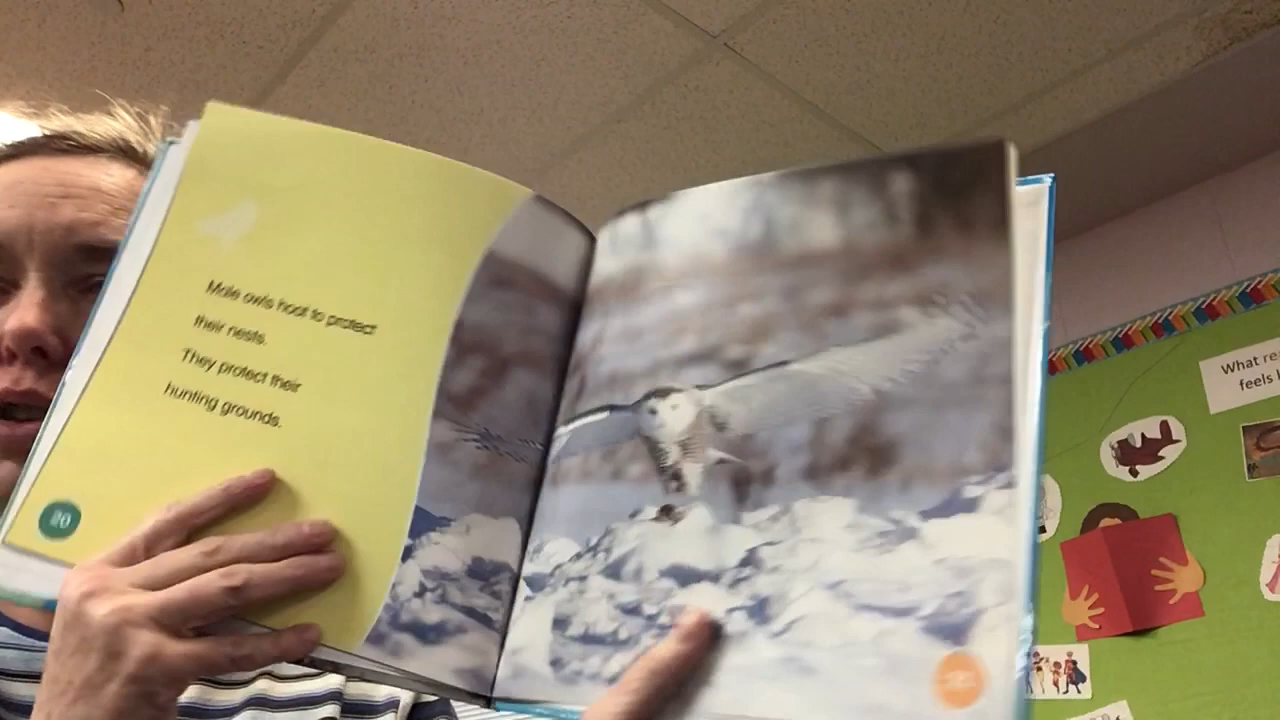 Male owls hoot to protect
their nests.
They protect their
hunting grounds.
20
What re
feels l